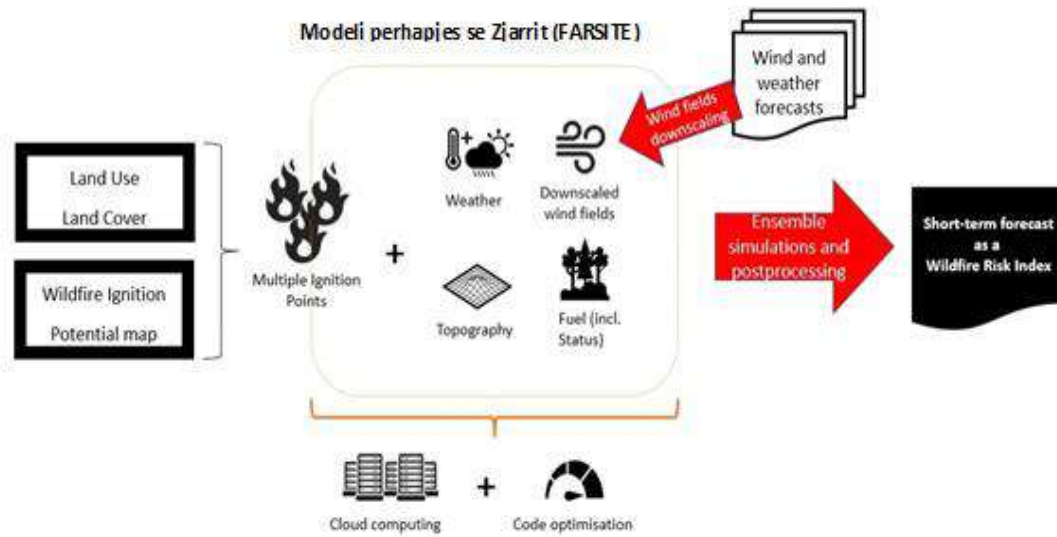 Modeli perhapjes se Zjarrit (FARSITE)
Wind and
weather
forecasts
Wind fields
downscaling
Land Use
Land Cover
Wildfire Ignition
Potential map
Multiple Ignition
Points
+
Weather
Downscaled
wind fields
Topography
Fuel (incl.
Status)
Ensemble
simulations and
postprocessing
Short-term forecast
as a
Wildfire Risk Index
Cloud computing
+
Code optimisation